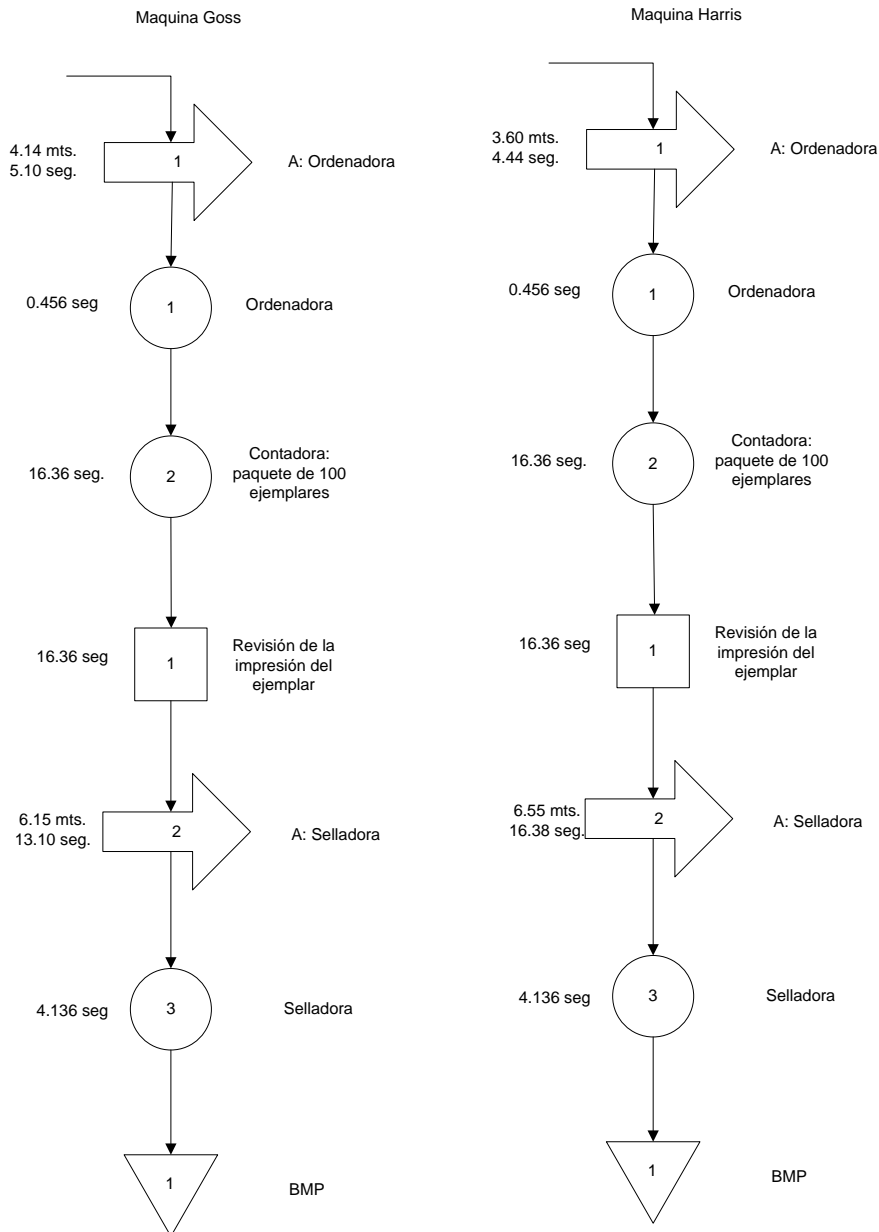 Maquina Goss
4.14 mts.
5.10 seg.
1
A: Ordenadora
0.456 seg
1
Ordenadora
16.36 seg.
2
Contadora:
paquete de 100
ejemplares
16.36 seg
1
Revisión de la
impresión del
ejemplar
6.15 mts.
13.10 seg.
2
A: Selladora
4.136 seg
3
Selladora
1
BMP
Maquina Harris
3.60 mts.
4.44 seg.
1
A: Ordenadora
0.456 seg
1
Ordenadora
16.36 seg.
2
Contadora:
paquete de 100
ejemplares
16.36 seg
1
Revisión de la
impresión del
ejemplar
6.55 mts.
16.38 seg.
2
A: Selladora
4.136 seg
3
Selladora
1
BMP